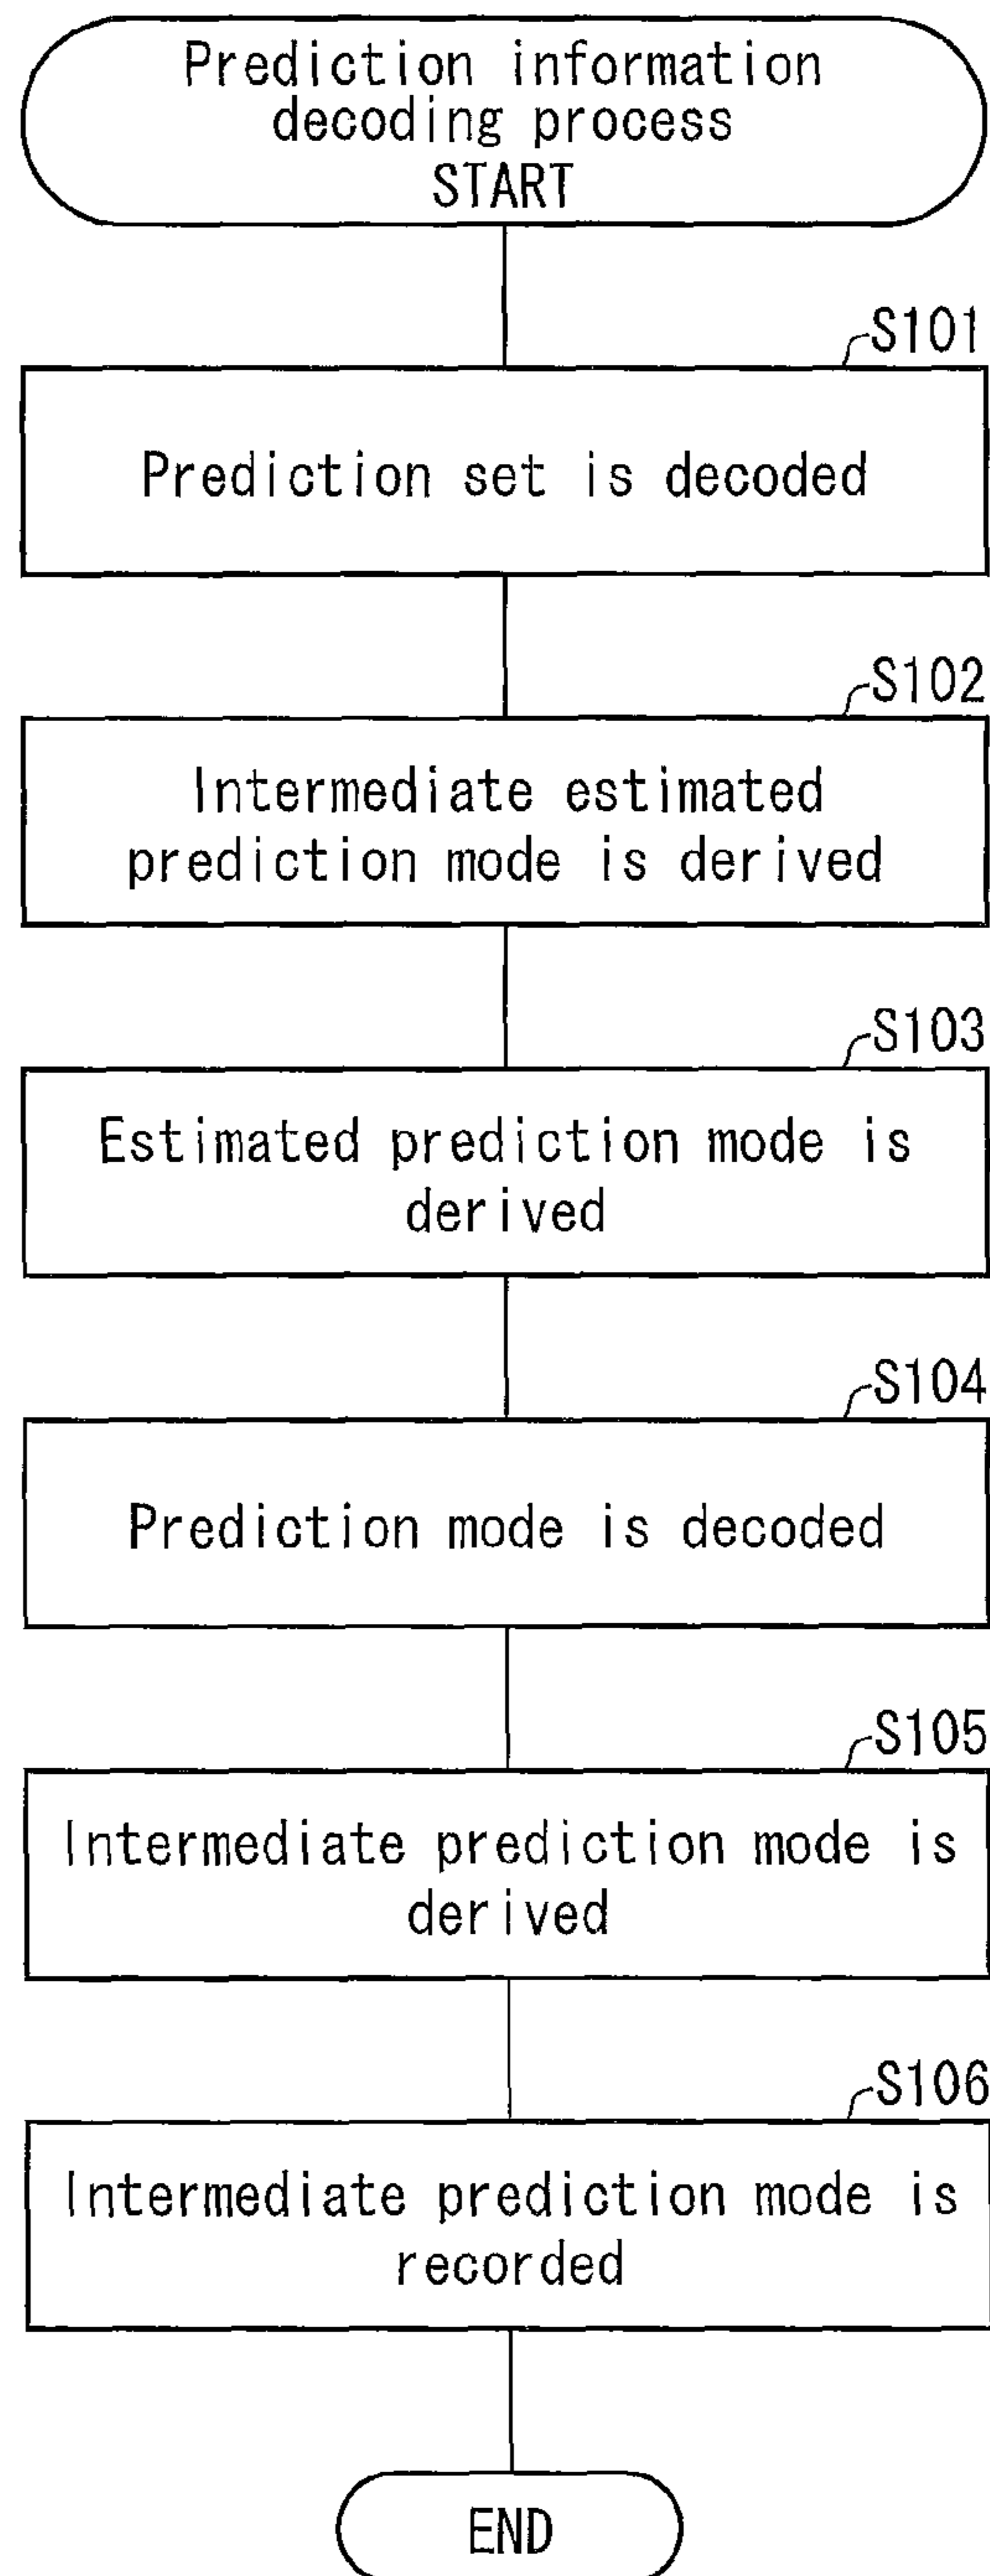 Prediction information
decoding process
START
S101
Prediction set is decoded
S102
Intermediate estimated
prediction mode is derived
S103
Estimated prediction mode is
derived
S104
Prediction mode is decoded
S105
Intermediate prediction mode is
derived
S106
Intermediate prediction mode is
recorded
END